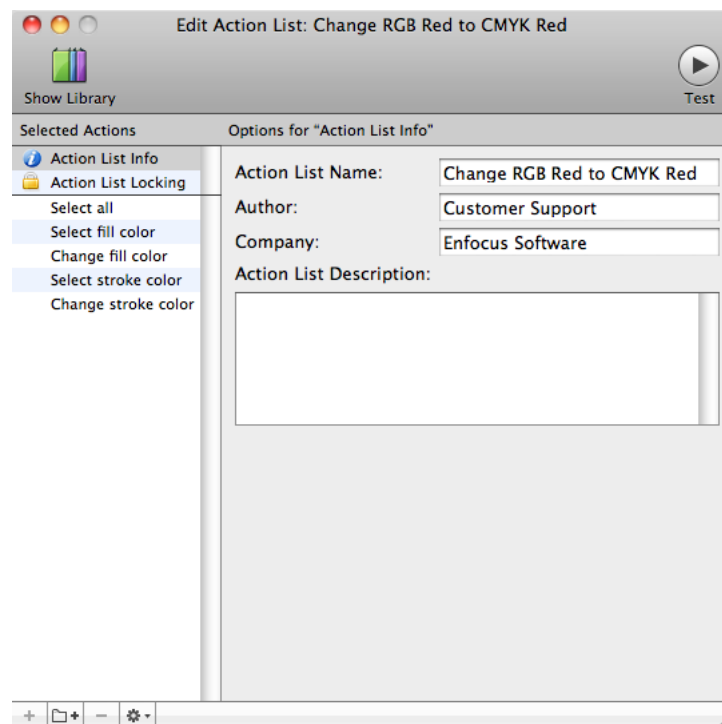 Edit Action List: Change RGB Red to CMYK Red
Show Library
Test
Selected Actions
Options for "Action List Info"
Action List Info
Action List Locking
Select all
Select fill color
Change fill color
Select stroke color
Change stroke color
Action List Name: Change RGB Red to CMYK Red
Author: Customer Support
Company: Enfocus Software
Action List Description: